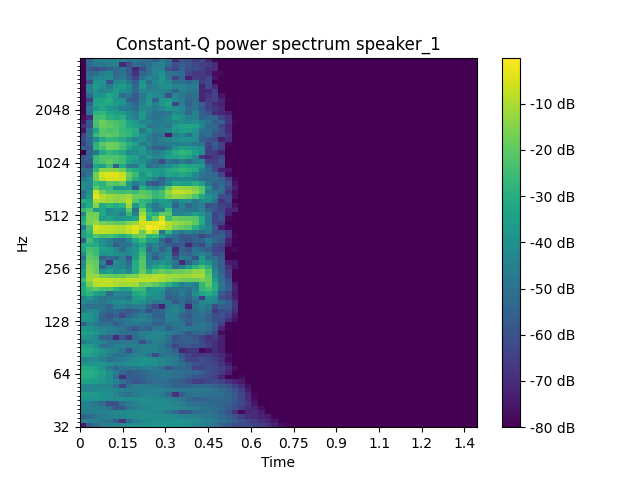 Constant-Q power spectrum speaker_1
Hz
2048
1024
512
256
128
64
32
0 0.15 0.3 0.45 0.6 0.75 0.9 1.1 1.2 1.4
Time
-10 dB
-20 dB
-30 dB
-40 dB
-50 dB
-60 dB
-70 dB
-80 dB